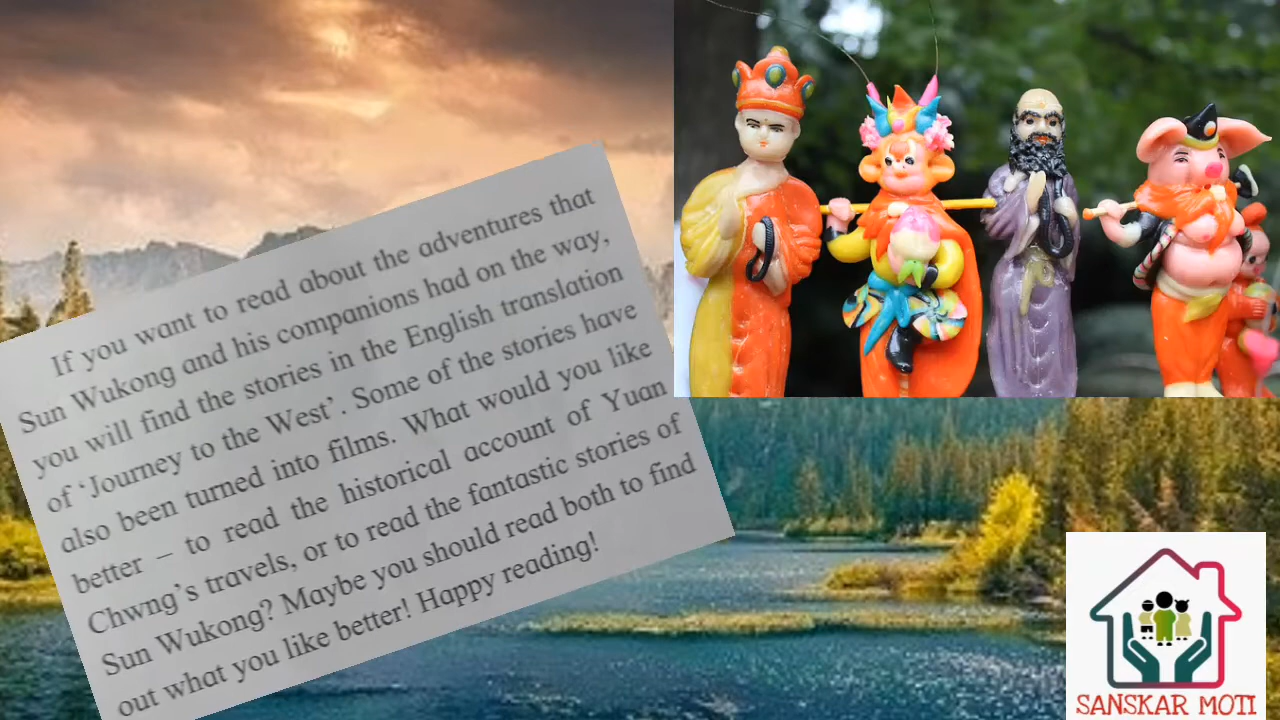 If you want to read about the adventures that
Sun Wukong and his companions had on the way,
you will find the stories in the English translation
of ‘Journey to the West’. Some of the stories have
also been turned into films. What would you like
better – to read the historical account of Yuan
Chwng’s travels, or to read the fantastic stories of
Sun Wukong? Maybe you should read both to find
out what you like better! Happy reading!
SANSKAR MOTI